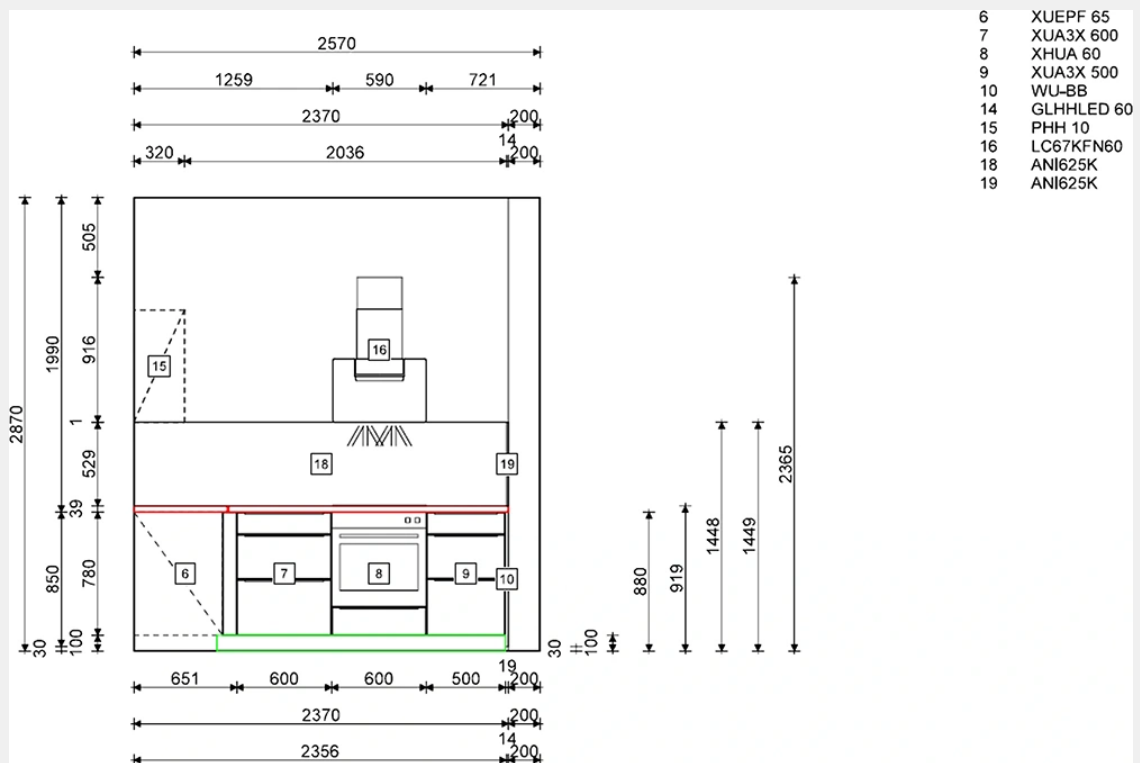 6 XUEPF 65
7 XUA3X 600
8 XHUA 60
9 XUA3X 500
10 WU-BB
14 GLHHLED 60
15 PHH 10
16 LC67KFN60
18 ANI625K
19 ANI625K
2570
1259 590 721
2370 200
14
320 2036 200
505
916
1990
2870
1
529
39
850
780
30
100
15
16
18
19
6
7
8
9
10
2365
1448
1449
880
919
30
100
19
651 600 600 500 200
2370 200
14
2356 200